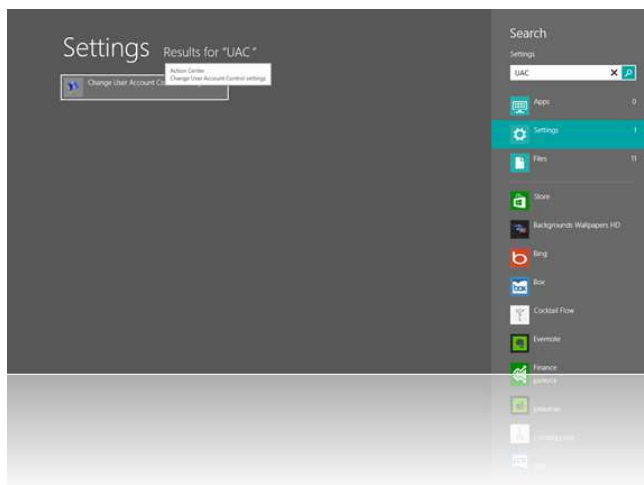 Settings Results for "UAC"
Action Center
Change User Account Control settings
Change User Account
Search
Settings
UAC
Apps 0
Settings 1
Files 11
Store
Backgrounds Wallpapers HD
Bing
Box
box
Cocktail Flow
Evernote
Finance